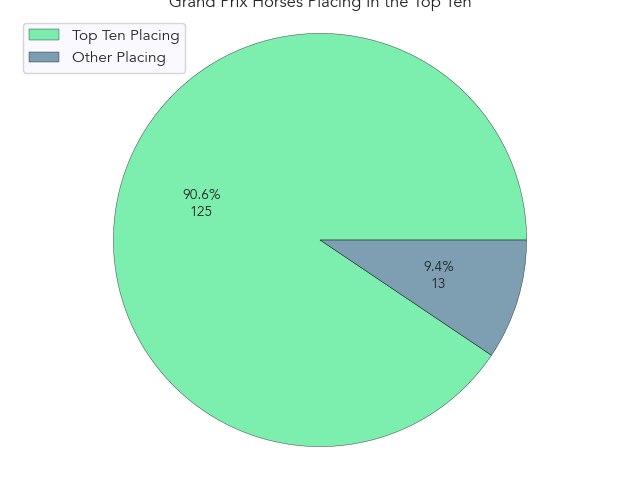 Grand Prix Horses Placing in the Top Ten
Top Ten Placing
Other Placing
90.6%
125
9.4%
13